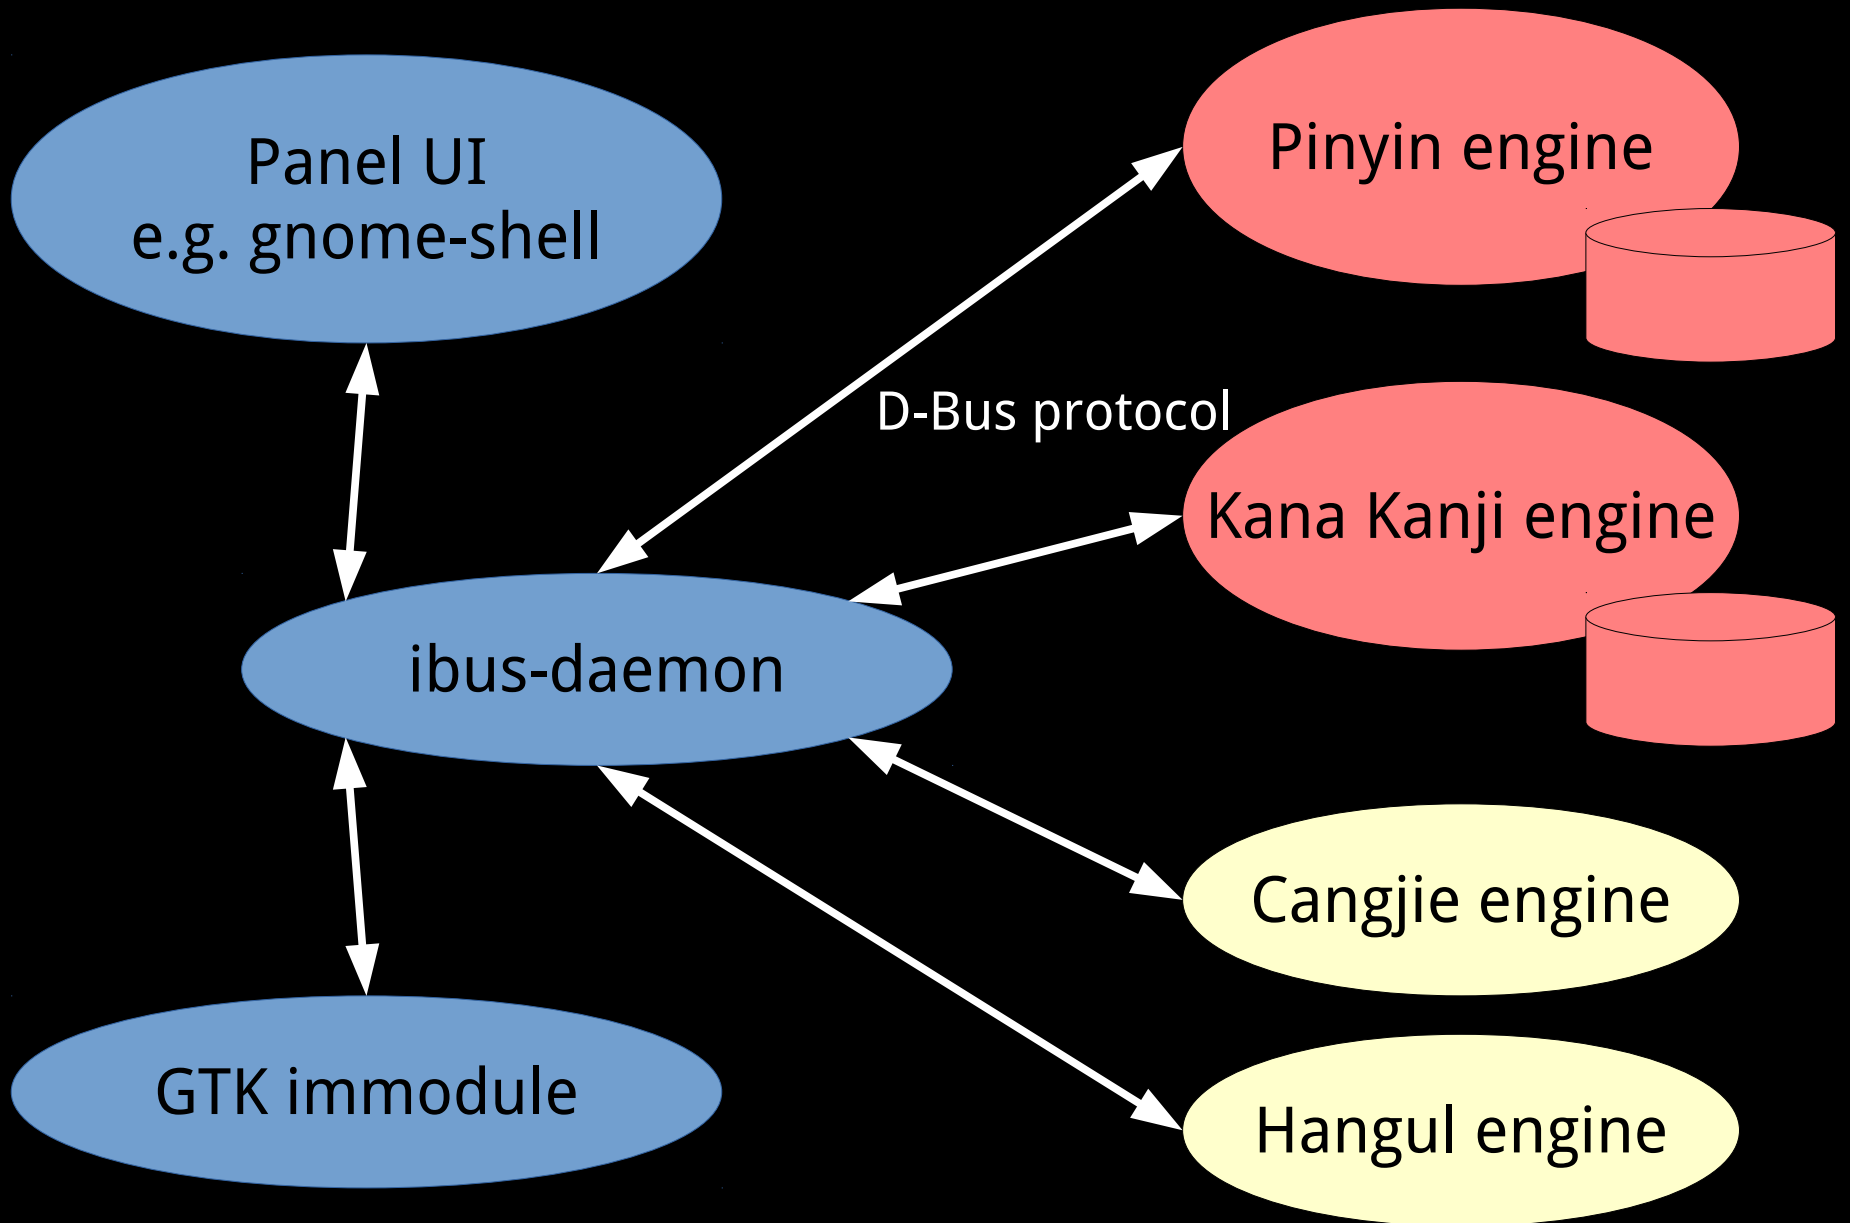 Panel UI
e.g. gnome-shell
Pinyin engine
D-Bus protocol
Kana Kanji engine
ibus-daemon
Cangjie engine
GTK immodule
Hangul engine